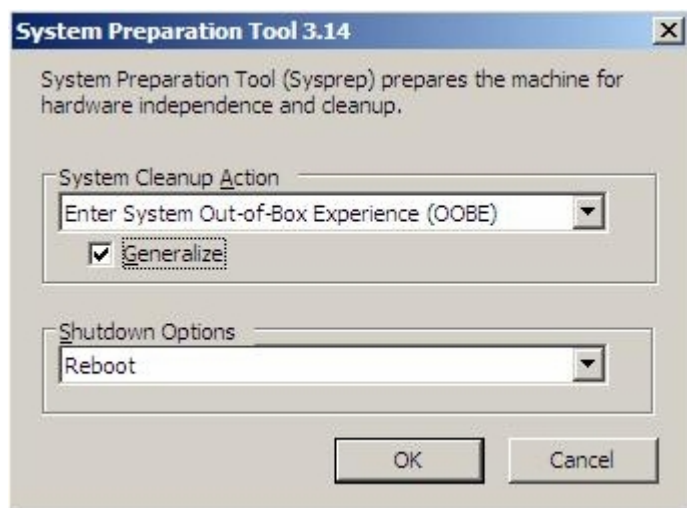 System Preparation Tool 3.14
System Preparation Tool (Sysprep) prepares the machine for
hardware independence and cleanup.
System Cleanup Action
Enter System Out-of-Box Experience (OOBE)
Generalize
Shutdown Options
Reboot
OK Cancel